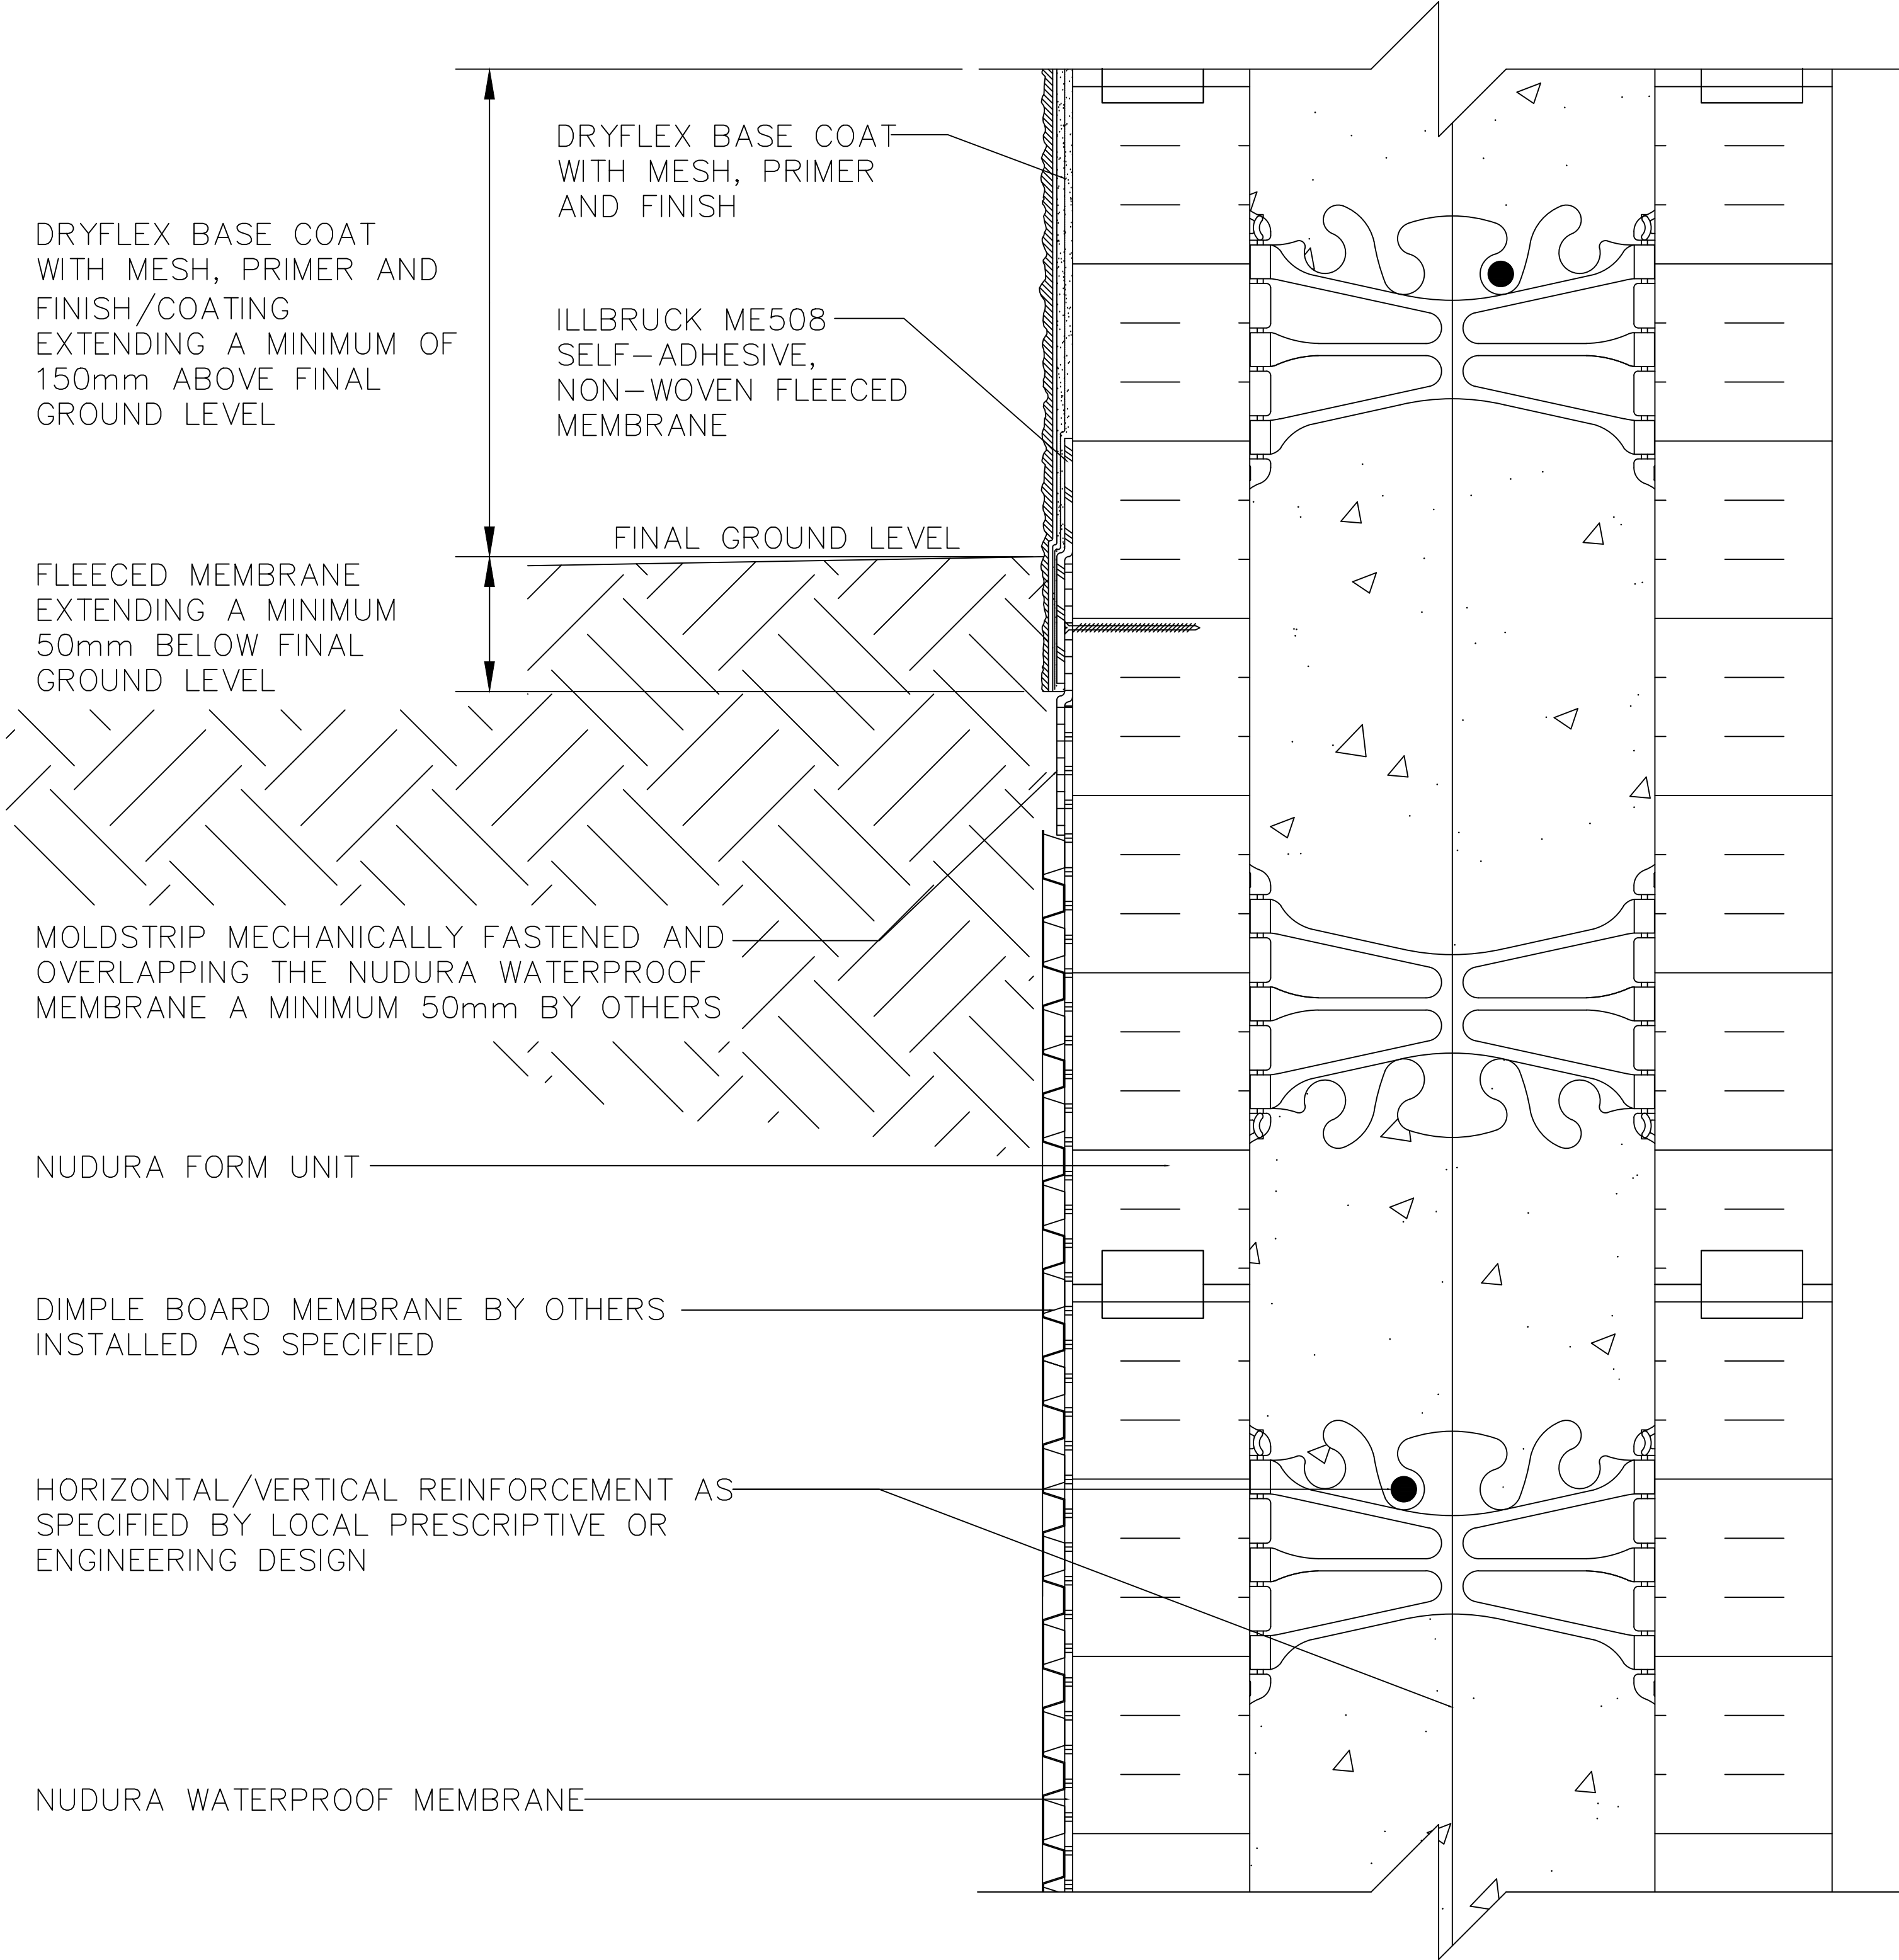 DRYFLEX BASE COAT
WITH MESH, PRIMER
AND FINISH
DRYFLEX BASE COAT
WITH MESH, PRIMER AND
FINISH/COATING
EXTENDING A MINIMUM OF
150mm ABOVE FINAL
GROUND LEVEL
ILLBRUCK ME508
SELF-ADHESIVE,
NON-WOVEN FLEECED
MEMBRANE
FINAL GROUND LEVEL
FLEECED MEMBRANE
EXTENDING A MINIMUM
50mm BELOW FINAL
GROUND LEVEL
MOLDSTRIP MECHANICALLY FASTENED AND
OVERLAPPING THE NUDURA WATERPROOF
MEMBRANE A MINIMUM 50mm BY OTHERS
NUDURA FORM UNIT
DIMPLE BOARD MEMBRANE BY OTHERS
INSTALLED AS SPECIFIED
HORIZONTAL/VERTICAL REINFORCEMENT AS
SPECIFIED BY LOCAL PRESCRIPTIVE OR
ENGINEERING DESIGN
NUDURA WATERPROOF MEMBRANE